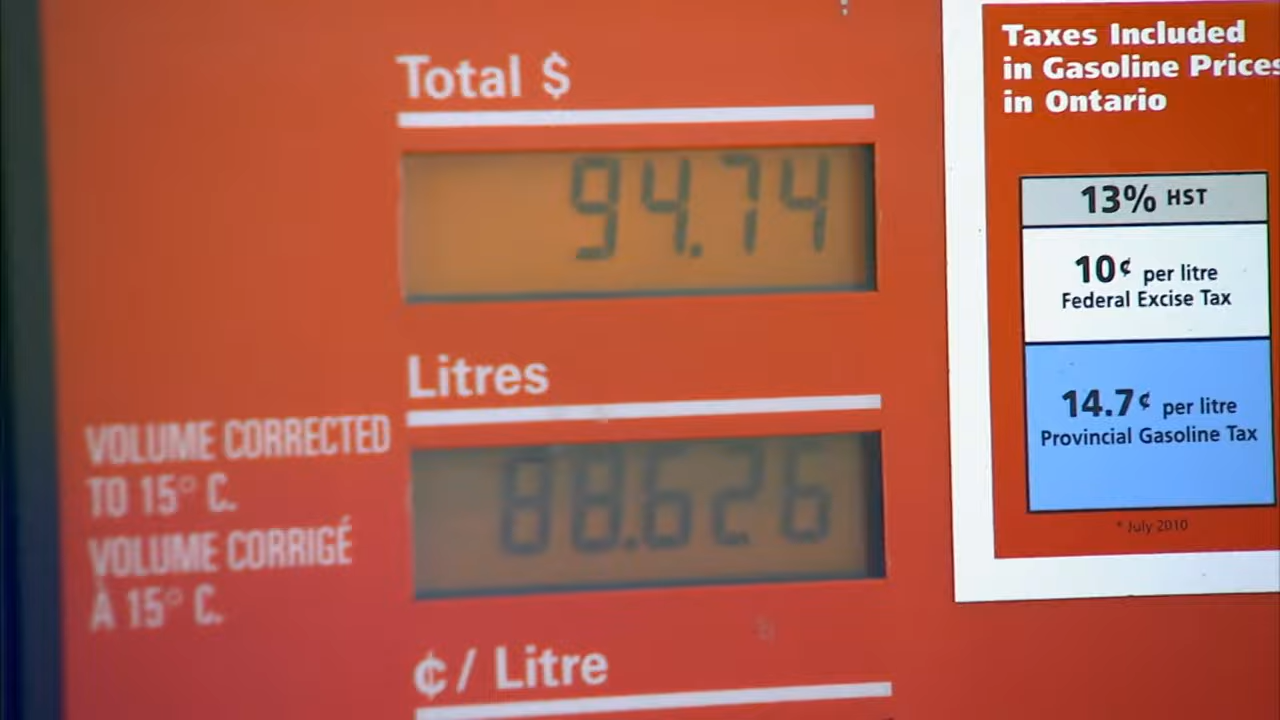 Total $
94.74
Litres
88.626
VOLUME CORRECTED
TO 15° C.
VOLUME CORRIGÉ
À 15° C.
¢/ Litre
Taxes Included
in Gasoline Prices
in Ontario
13% HST
10¢ per litre
Federal Excise Tax
14.7¢ per litre
Provincial Gasoline Tax
* July 2010